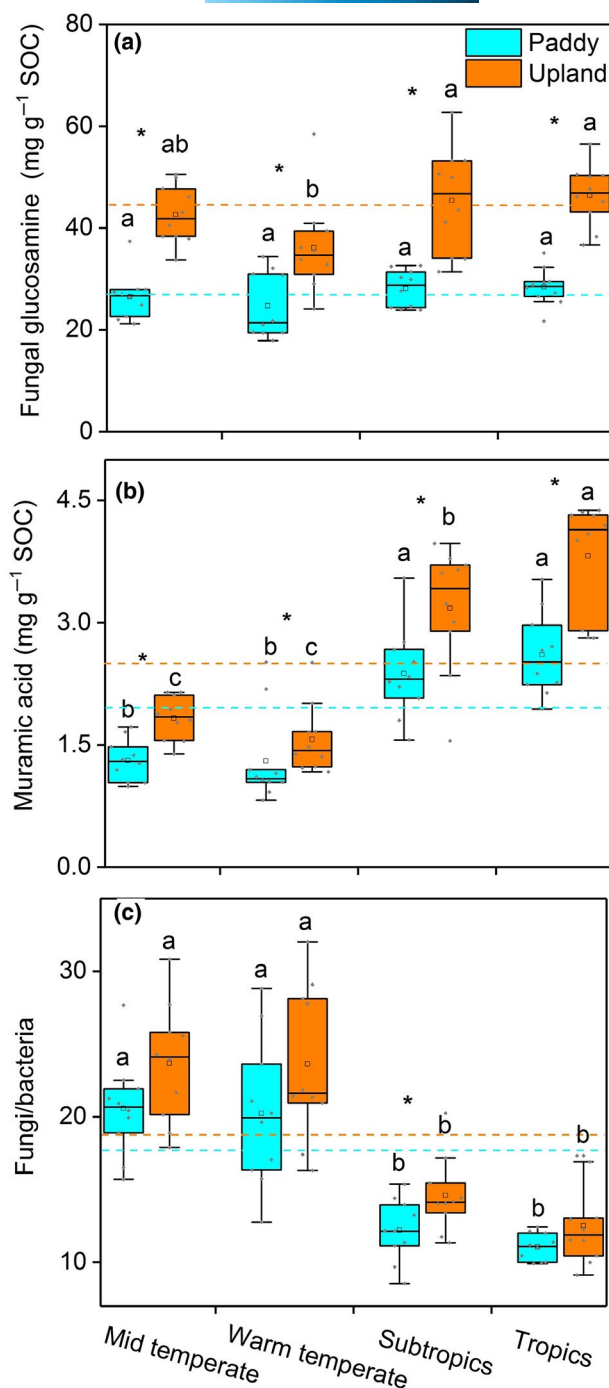 80
(a)
Paddy
Upland
a
*
*
ab
*
*
a
60
b
a
a
a
a
40
20
0
Fungal glucosamine (mg g⁻¹ SOC)
(b)
*
a
4.5
*
b
a
a
3.0
*
b
*
c
c
b
1.5
0.0
Muramic acid (mg g⁻¹ SOC)
(c)
a
a
a
30
a
*
b
b
20
b
b
10
Fungi/bacteria
Mid temperate
Warm temperate
Subtropics
Tropics